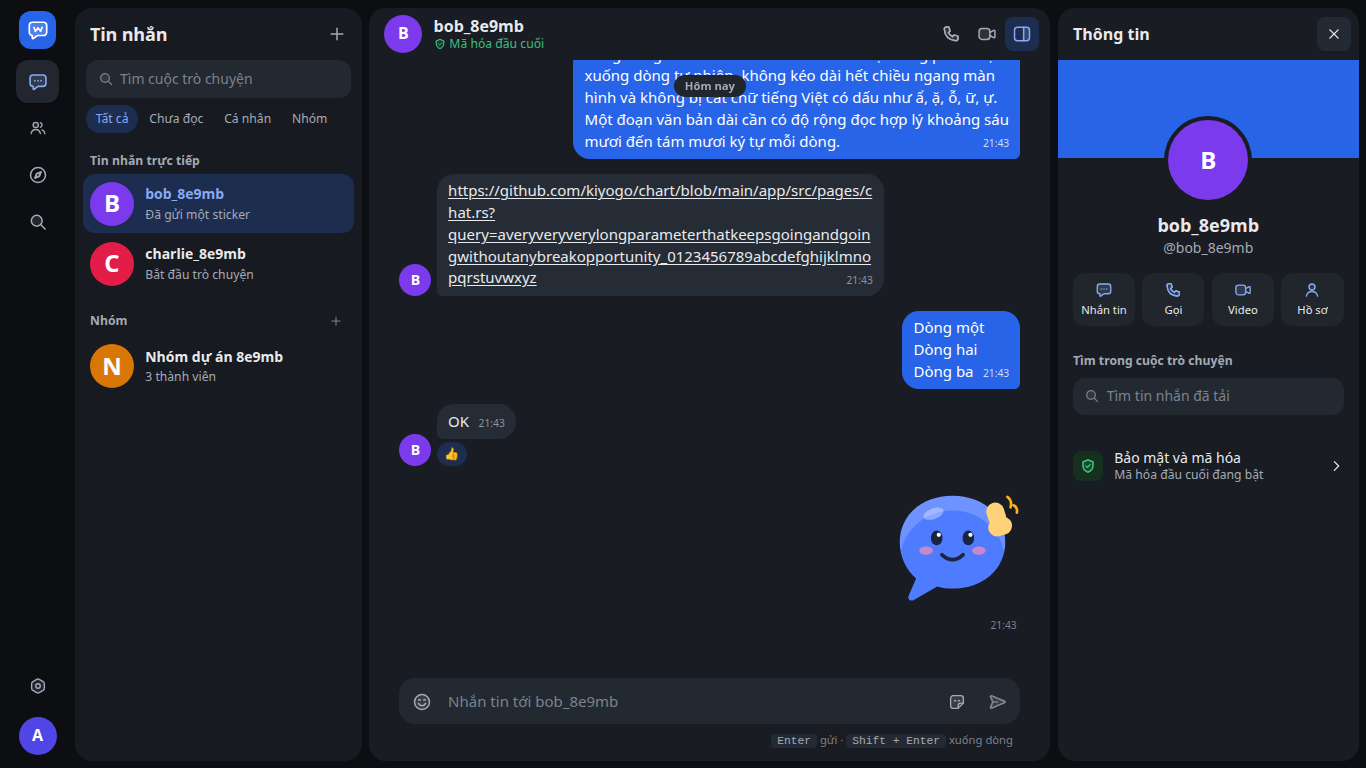 Tin nhắn
Tìm cuộc trò chuyện
Tất cả
Chưa đọc
Cá nhân
Nhóm
Tin nhắn trực tiếp
B
bob_8e9mb
Đã gửi một sticker
C
charlie_8e9mb
Bắt đầu trò chuyện
Nhóm
N
Nhóm dự án 8e9mb
3 thành viên
A
B
bob_8e9mb
Mã hóa đầu cuối
Hôm nay
xuống dòng tự nhiên, không kéo dài hết chiều ngang màn
hình và không bị cắt chữ tiếng Việt có dấu như ẩ, ặ, ỗ, ữ, ự.
Một đoạn văn bản dài cần có độ rộng đọc hợp lý khoảng sáu
mươi đến tám mươi ký tự mỗi dòng.
21:43
https://github.com/kiyogo/chart/blob/main/app/src/pages/c
hat.rs?
query=averyveryverylongparameterthatkeepsgoingandgoin
gwithoutanybreakopportunity_0123456789abcdefghijklmno
pqrstuvwxyz
21:43
B
Dòng một
Dòng hai
Dòng ba
21:43
OK
21:43
B
21:43
Nhắn tin tới bob_8e9mb
Enter gửi · Shift + Enter xuống dòng
Thông tin
B
bob_8e9mb
@bob_8e9mb
Nhắn tin
Gọi
Video
Hồ sơ
Tìm trong cuộc trò chuyện
Tìm tin nhắn đã tải
Bảo mật và mã hóa
Mã hóa đầu cuối đang bật